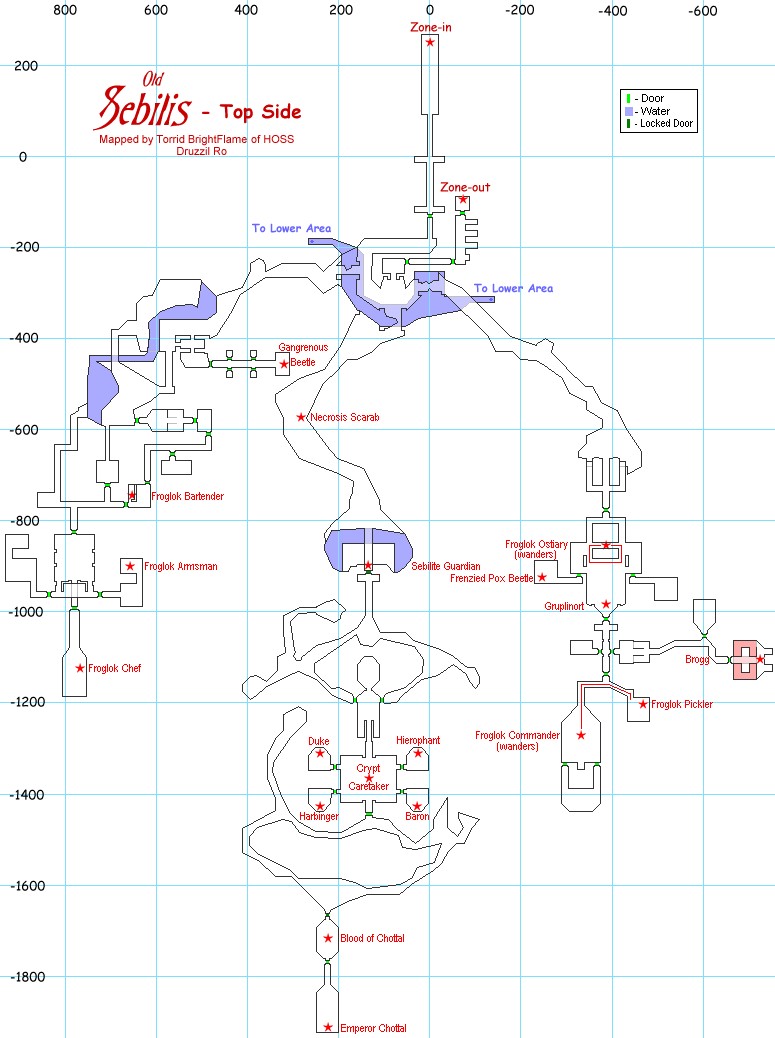 800 600 400 200 0 -200 -400 -600
Zone-in
200
Old
Sebilis - Top Side
Mapped by Torrid BrightFlame of HOSS
Druzzil Ro
- Door
- Water
- Locked Door
0
Zone-out
To Lower Area
-200
To Lower Area
-400
Gangrenous
Beetle
Necrosis Scarab
-600
Froglok Bartender
-800
Froglok Ostiary
(wanders)
Froglok Armsman
Sebilite Guardian
Frenzied Pox Beetle
Gruplinort
-1000
Froglok Chef
Brogg
-1200
Froglok Pickler
Froglok Commander
(wanders)
Duke
Hierophant
Crypt
Caretaker
-1400
Harbinger
Baron
-1600
Blood of Chottal
-1800
Emperor Chottal